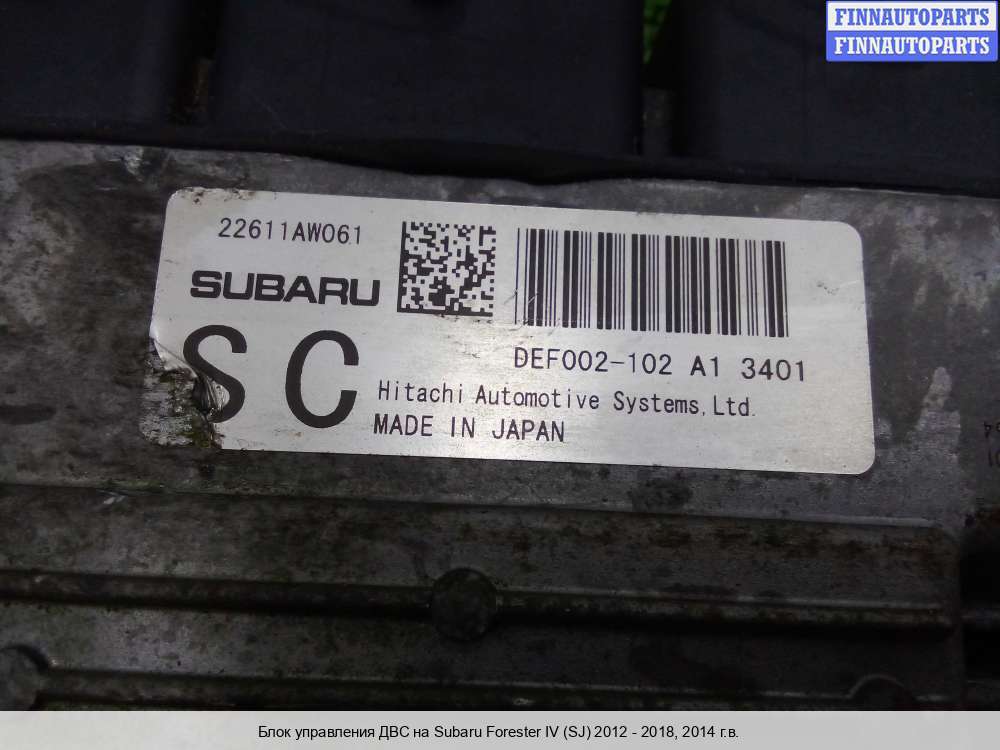 FINNAUTOPARTS
FINNAUTOPARTS
22611AW061
SUBARU
SC
DEF002-102 A1 3401
Hitachi Automotive Systems,Ltd.
MADE IN JAPAN
Блок управления ДВС на Subaru Forester IV (SJ) 2012 - 2018, 2014 г.в.